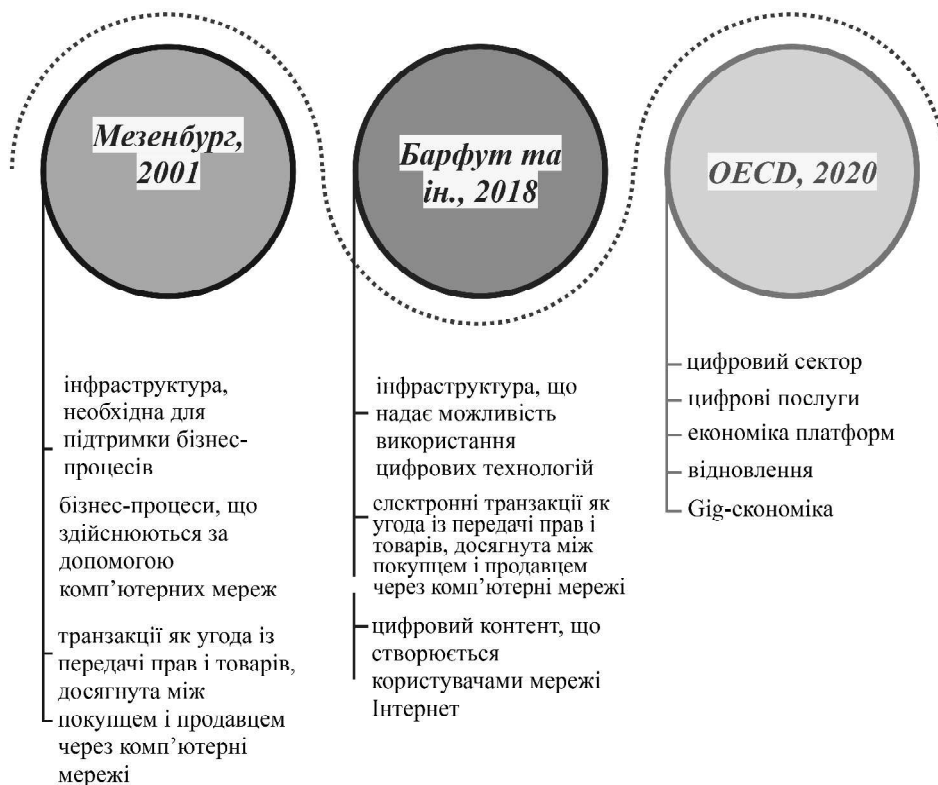 Мезенбург,
2001
інфраструктура,
необхідна для
підтримки бізнес-
процесів
бізнес-процеси, що
здійснюються за
допомогою
комп’ютерних мереж
транзакції як угода із
передачі прав і товарів,
досягнута між
покупцем і продавцем
через комп’ютерні
мережі
Барфут та
ін., 2018
інфраструктура, що
надає можливість
використання
цифрових технологій
електронні транзакції як
угода із передачі прав і
товарів, досягнута між
покупцем і продавцем
через комп’ютерні мережі
цифровий контент, що
створюється
користувачами мережі
Інтернет
OECD, 2020
цифровий сектор
цифрові послуги
економіка платформ
відновлення
Gig-економіка